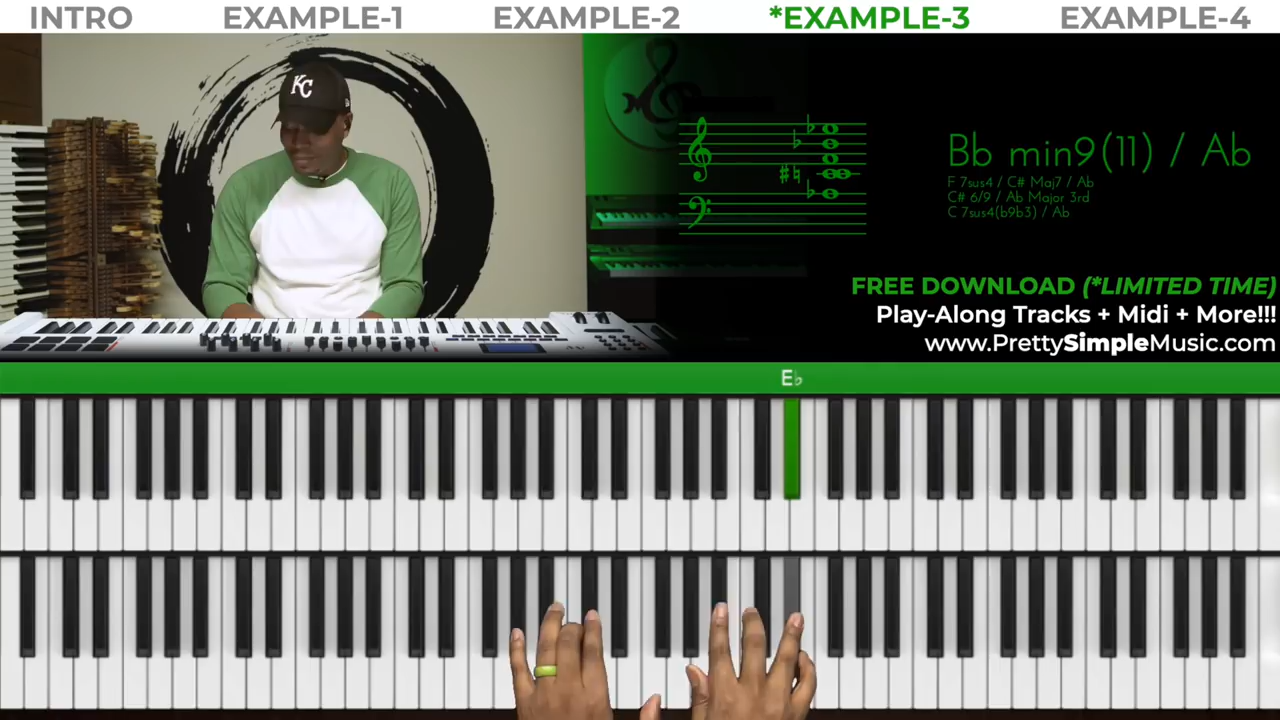 INTRO
EXAMPLE-1
EXAMPLE-2
*EXAMPLE-3
EXAMPLE-4
KC
Bb min9(11) / Ab
F 7sus4 / C# Maj7 / Ab
C# 6/9 / Ab Major 3rd
C 7sus4(b9b3) / Ab
FREE DOWNLOAD (*LIMITED TIME)
Play-Along Tracks + Midi + More!!!
www.PrettySimpleMusic.com
E♭